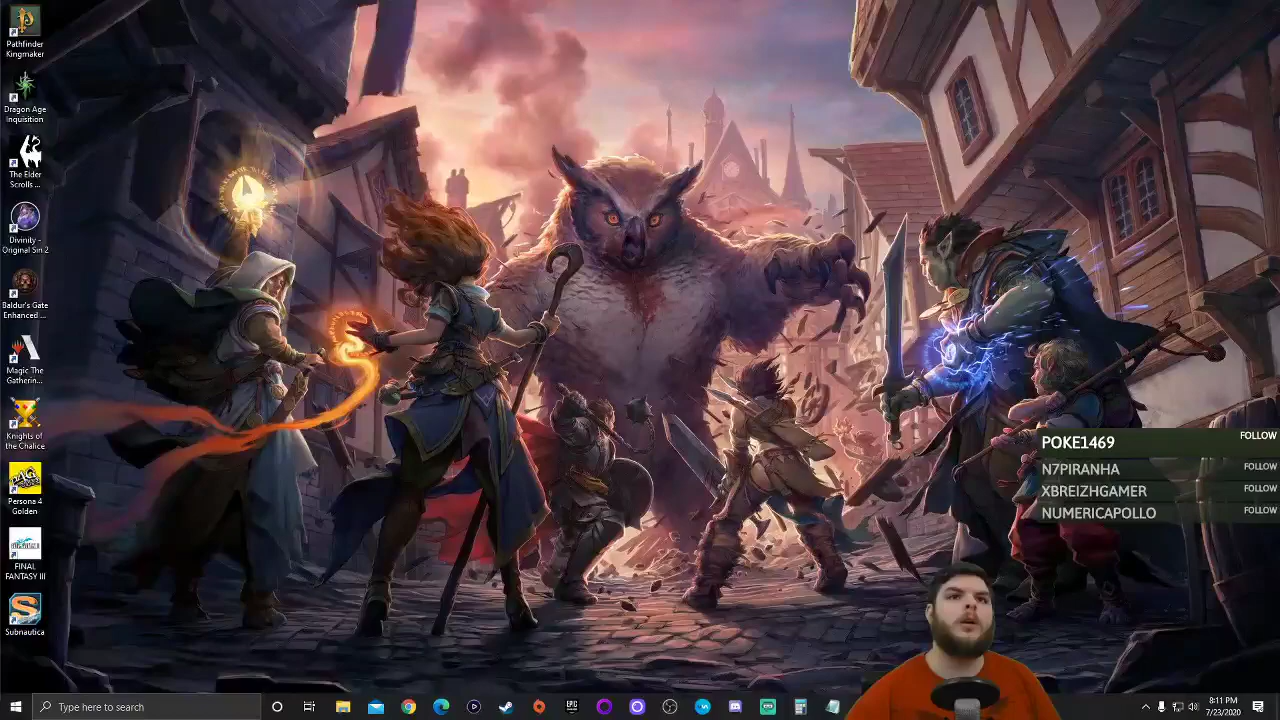 Pathfinder
Kingmaker
Dragon Age
Inquisition
The Elder
Scrolls ...
Divinity -
Original Sin 2
Baldur's Gate
Enhanced ...
Magic The
Gatherin...
Knights of
the Chalice
Persona 4
Golden
FINAL
FANTASY III
Subnautica
POKE1469 FOLLOW
N7PIRANHA FOLLOW
XBREIZHGAMER FOLLOW
NUMERICAPOLLO FOLLOW
Type here to search
EPIC
8:11 PM
7/23/2020